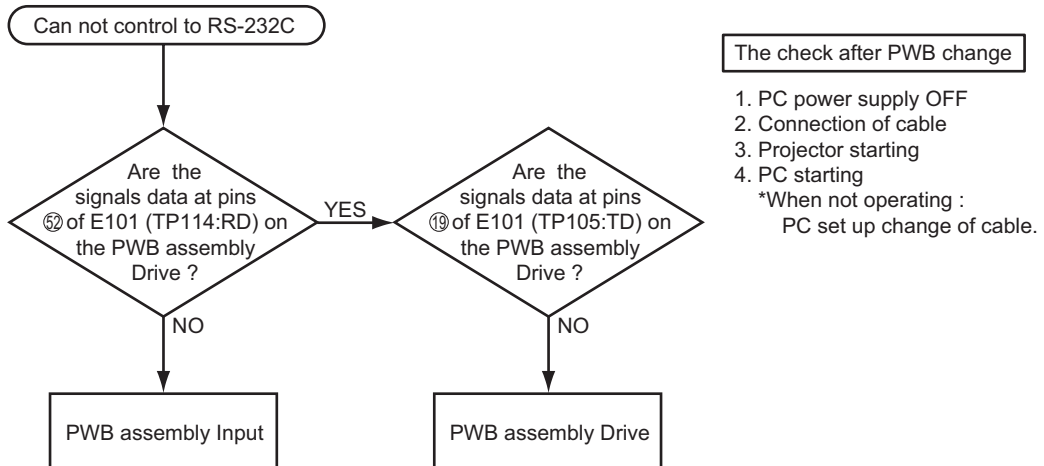 Can not control to RS-232C
Are the
signals data at pins
㊾ of E101 (TP114:RD) on
the PWB assembly
Drive ?
YES
NO
PWB assembly Input
Are the
signals data at pins
⑲ of E101 (TP105:TD) on
the PWB assembly
Drive ?
NO
PWB assembly Drive
The check after PWB change
1. PC power supply OFF
2. Connection of cable
3. Projector starting
4. PC starting
*When not operating :
PC set up change of cable.